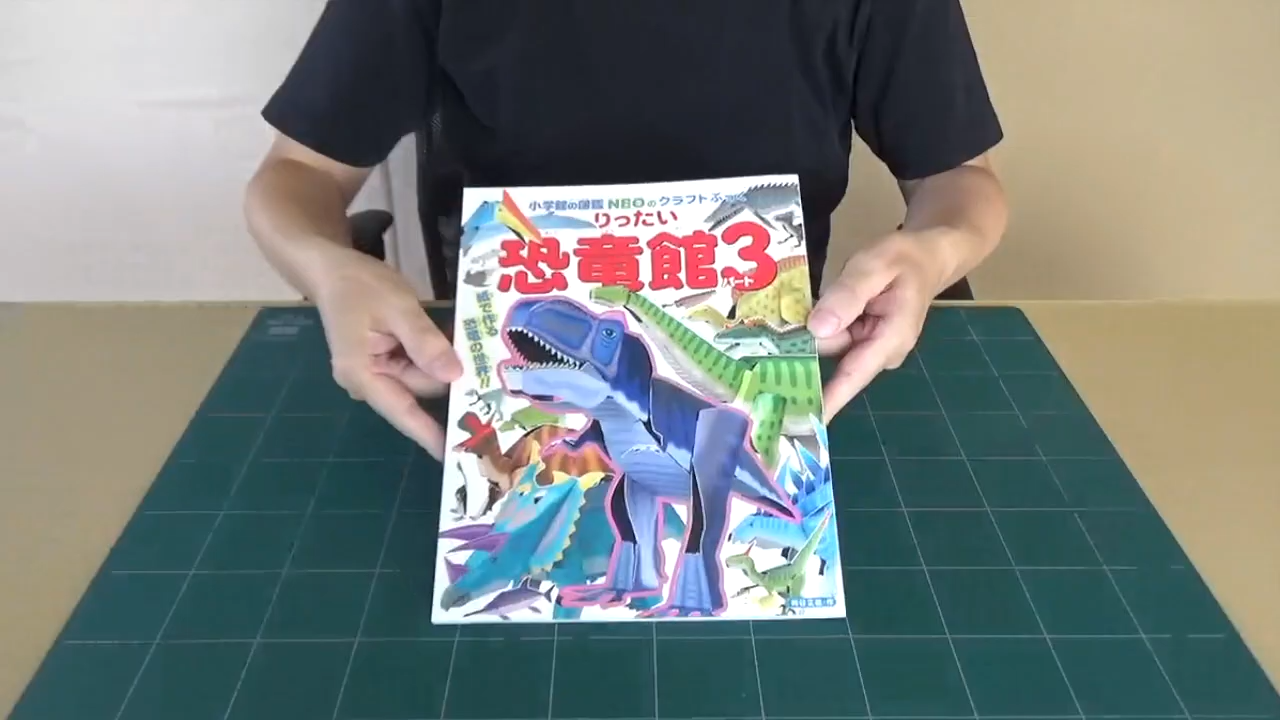 小学館の図鑑 NEOのクラフトぶっく
りったい
恐竜館3
パート
紙で作る
恐竜の世界!!